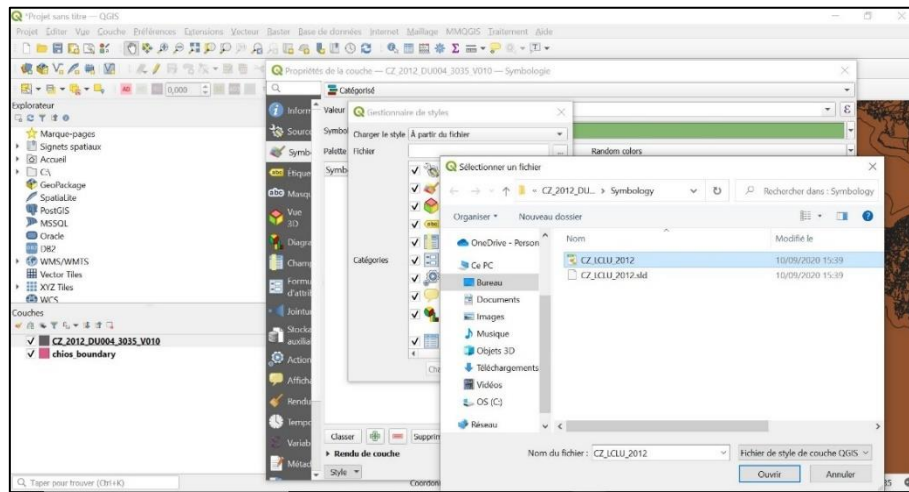 *Projet sans titre — QGIS
Projet Éditer Vue Couche Préférences Extensions Vecteur Raster Base de données Internet Maillage MMQGIS Traitement Aide
0,000
Explorateur
Marque-pages
Signets spatiaux
Accueil
C:\
GeoPackage
SpatiaLite
PostGIS
MSSQL
Oracle
DB2
WMS/WMTS
Vector Tiles
XYZ Tiles
WCS
Couches
CZ_2012_DU004_3035_V010
chios_boundary
Taper pour trouver (Ctrl+K)
Propriétés de la couche — CZ_2012_DU004_3035_V010 — Symbologie
Catégorisé
Inform
Source
Symb
Étique
Masqu
Vue
3D
Diagra
Champ
Formu
d'attri
Jointu
Stocka
auxilia
Action
Afficha
Rendu
Tempo
Variab
Métad
Valeur
Symbo
Palette
Random colors
Symb
Classer
Supprin
Rendu de couche
Style
Gestionnaire de styles
Charger le style À partir du fichier
Fichier
...
Catégories
Sélectionner un fichier
CZ_2012_DU... > Symbology
Rechercher dans : Symbology
Organiser
Nouveau dossier
OneDrive - Person
Ce PC
Bureau
Documents
Images
Musique
Objets 3D
Téléchargements
Vidéos
OS (C:)
Réseau
Nom
Modifié le
CZ_LCLU_2012
10/09/2020 15:39
CZ_LCLU_2012.sld
10/09/2020 15:39
Nom du fichier : CZ_LCLU_2012
Fichier de style de couche QGIS
Ouvrir
Annuler